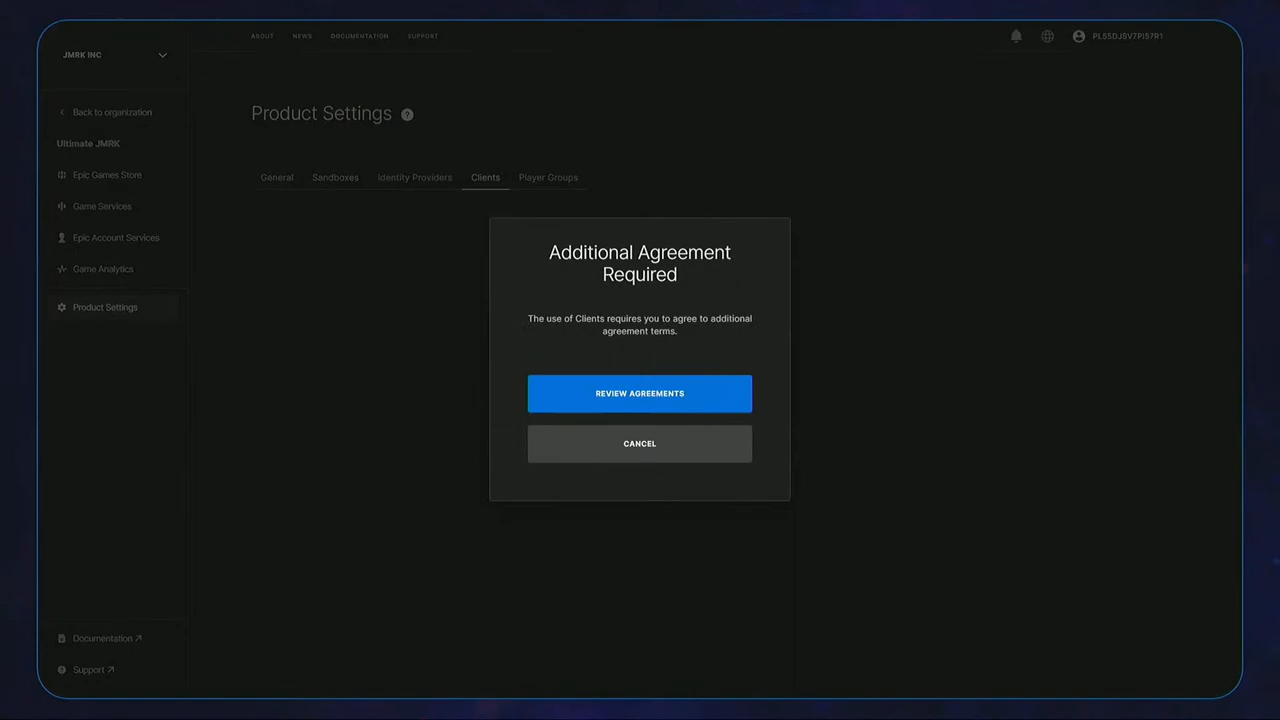 JMRK INC
ABOUT
NEWS
DOCUMENTATION
SUPPORT
Back to organization
Ultimate JMRK
Epic Games Store
Game Services
Epic Account Services
Game Analytics
Product Settings
Documentation
Support
Product Settings
General
Sandboxes
Identity Providers
Clients
Player Groups
Additional Agreement
Required
The use of Clients requires you to agree to additional
agreement terms.
REVIEW AGREEMENTS
CANCEL